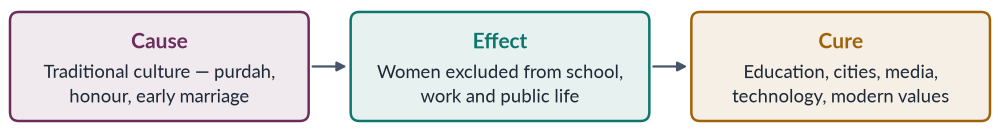 Cause
Traditional culture — purdah,
honour, early marriage
Effect
Women excluded from school,
work and public life
Cure
Education, cities, media,
technology, modern values